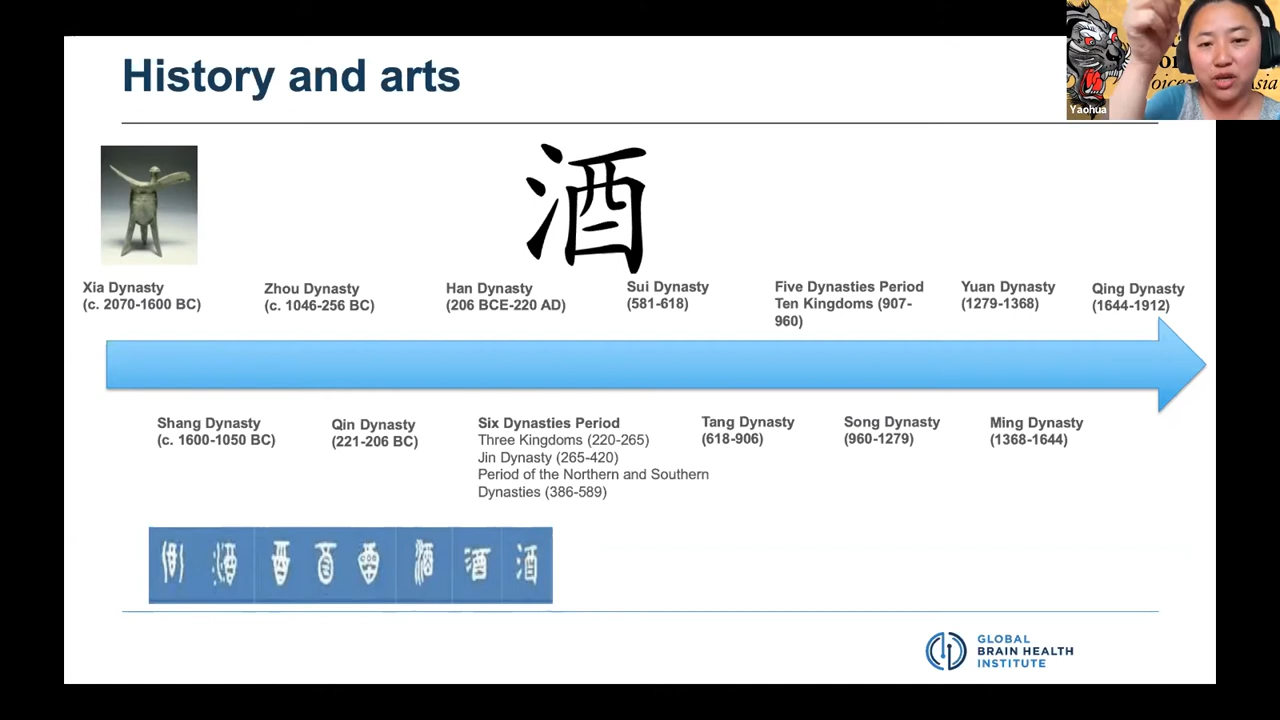 History and arts
Yaohua
酒
Xia Dynasty
(c. 2070-1600 BC)
Zhou Dynasty
(c. 1046-256 BC)
Han Dynasty
(206 BCE-220 AD)
Sui Dynasty
(581-618)
Five Dynasties Period
Ten Kingdoms (907-
960)
Yuan Dynasty
(1279-1368)
Qing Dynasty
(1644-1912)
Shang Dynasty
(c. 1600-1050 BC)
Qin Dynasty
(221-206 BC)
Six Dynasties Period
Three Kingdoms (220-265)
Jin Dynasty (265-420)
Period of the Northern and Southern
Dynasties (386-589)
Tang Dynasty
(618-906)
Song Dynasty
(960-1279)
Ming Dynasty
(1368-1644)
酒 酒
GLOBAL
BRAIN HEALTH
INSTITUTE